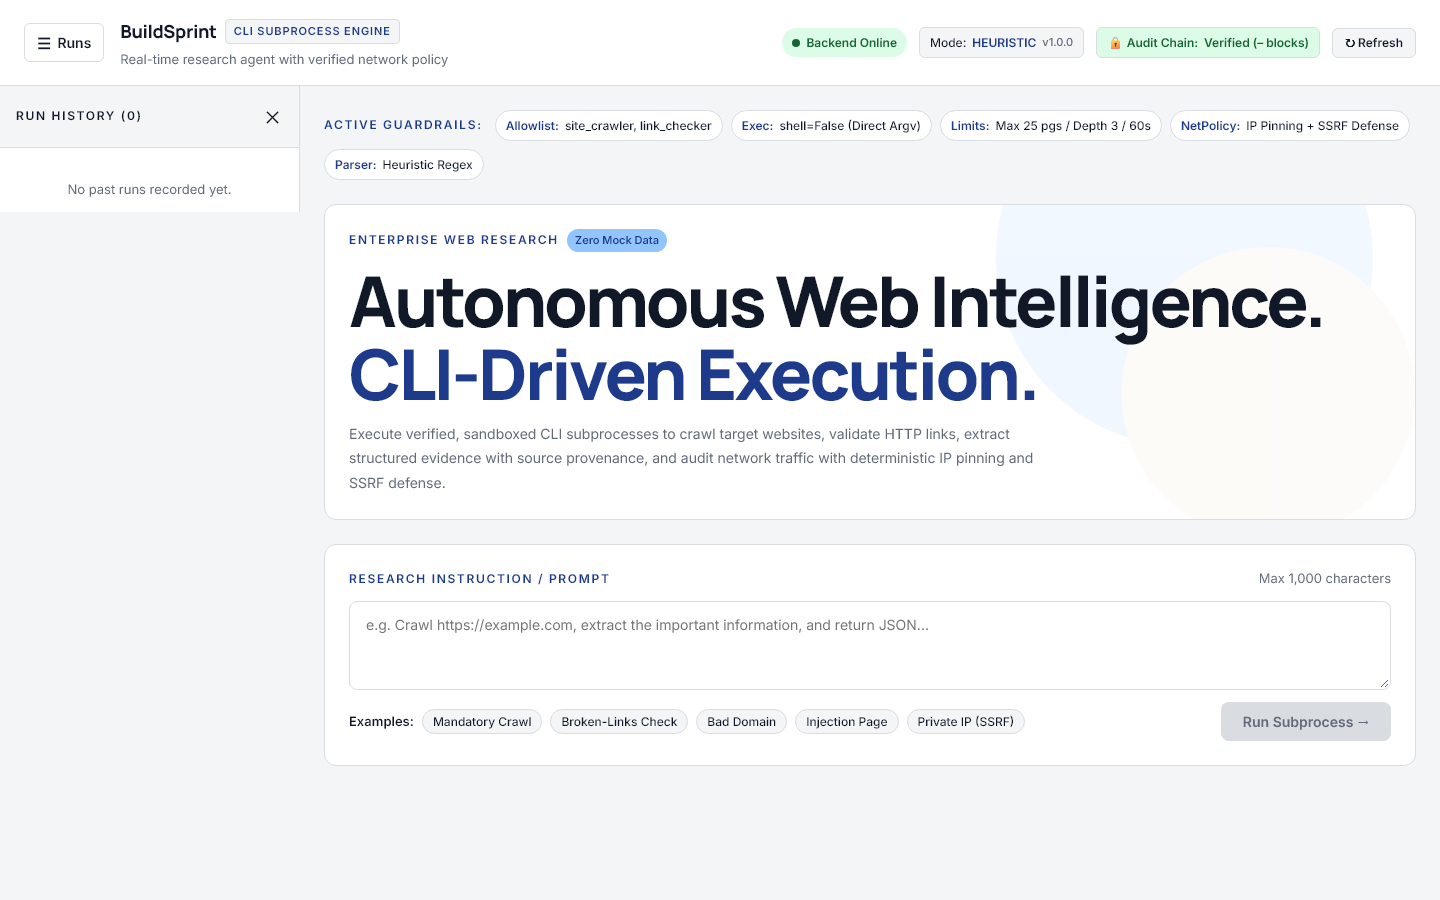 ☰ Runs
BuildSprint CLI SUBPROCESS ENGINE
Real-time research agent with verified network policy
Backend Online
Mode: HEURISTIC v1.0.0
🔒 Audit Chain: Verified (– blocks)
↻ Refresh
RUN HISTORY (0)
No past runs recorded yet.
ACTIVE GUARDRAILS: Allowlist: site_crawler, link_checker Exec: shell=False (Direct Argv) Limits: Max 25 pgs / Depth 3 / 60s NetPolicy: IP Pinning + SSRF Defense
Parser: Heuristic Regex
ENTERPRISE WEB RESEARCH Zero Mock Data
Autonomous Web Intelligence.
CLI-Driven Execution.
Execute verified, sandboxed CLI subprocesses to crawl target websites, validate HTTP links, extract
structured evidence with source provenance, and audit network traffic with deterministic IP pinning and
SSRF defense.
RESEARCH INSTRUCTION / PROMPT Max 1,000 characters
e.g. Crawl https://example.com, extract the important information, and return JSON...
Examples: Mandatory Crawl Broken-Links Check Bad Domain Injection Page Private IP (SSRF) Run Subprocess →